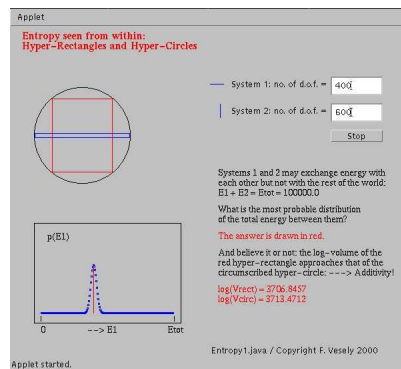 Applet
Entropy seen from within:
Hyper-Rectangles and Hyper-Circles
System 1: no. of d.o.f. = 400
System 2: no. of d.o.f. = 600
Stop
Systems 1 and 2 may exchange energy with
each other but not with the rest of the world:
E1 + E2 = Etot = 100000.0
What is the most probable distribution
of the total energy between them?
The answer is drawn in red.
And believe it or not: the log-volume of the
red hyper-rectangle approaches that of the
circumscribed hyper-circle: ---> Additivity!
log(Vrect) = 3706.8457
log(Vcirc) = 3713.4712
p(E1)
0 --> E1 Etot
Entropy1.java / Copyright F. Vesely 2000
Applet started.